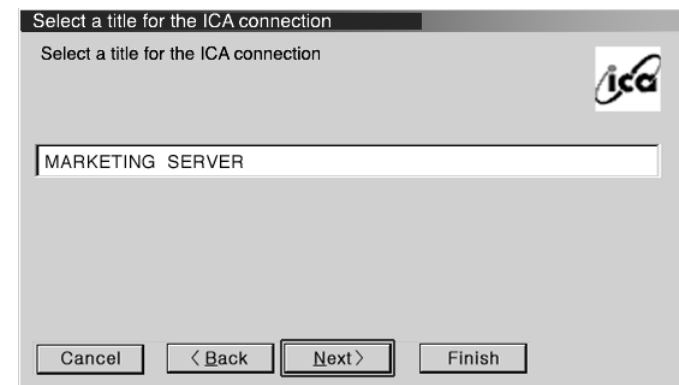 Select a title for the ICA connection
Select a title for the ICA connection
ica
MARKETING SERVER
Cancel
< Back
Next >
Finish